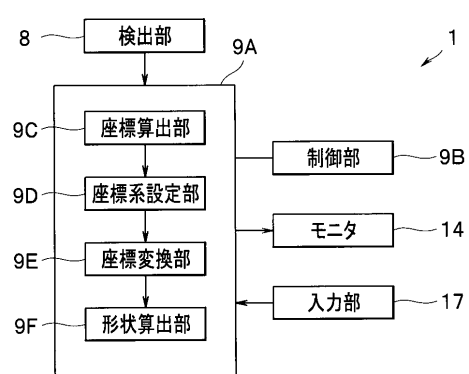 8 検出部
9A
1
9C 座標算出部
制御部 9B
9D 座標系設定部
モニタ 14
9E 座標変換部
入力部 17
9F 形状算出部